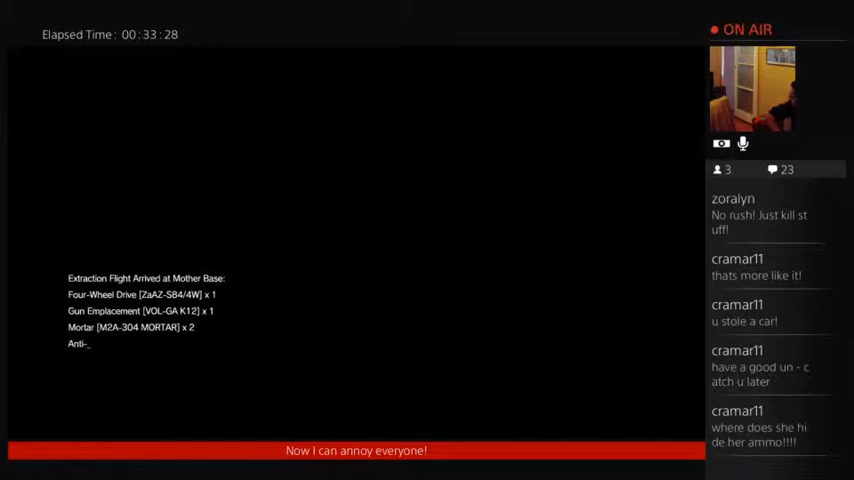 Elapsed Time: 00:33:28
ON AIR
3 23
zoralyn
No rush! Just kill st
uff!
cramar11
thats more like it!
cramar11
u stole a car!
cramar11
have a good un - c
atch u later
cramar11
where does she hi
de her ammo!!!!
Extraction Flight Arrived at Mother Base:
Four-Wheel Drive [ZaAZ-S84/4W] x 1
Gun Emplacement [VOL-GA K12] x 1
Mortar [M2A-304 MORTAR] x 2
Anti-_
Now I can annoy everyone!